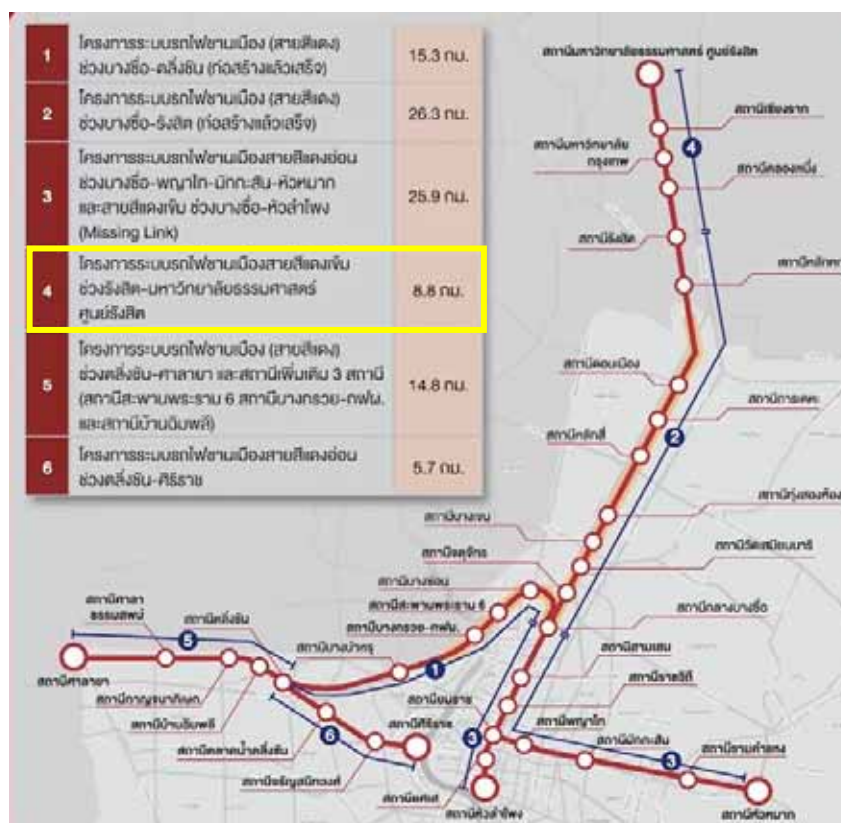 1
โครงการระบบรถไฟชานเมือง (สายสีแดง)
ช่วงบางซื่อ-ตลิ่งชัน (ก่อสร้างแล้วเสร็จ)
15.3 กม.
2
โครงการระบบรถไฟชานเมือง (สายสีแดง)
ช่วงบางซื่อ-รังสิต (ก่อสร้างแล้วเสร็จ)
26.3 กม.
3
โครงการระบบรถไฟชานเมืองสายสีแดงอ่อน
ช่วงบางซื่อ-พญาไท-มักกะสัน-หัวหมาก
และสายสีแดงเข้ม ช่วงบางซื่อ-หัวลำโพง
(Missing Link)
25.9 กม.
4
โครงการระบบรถไฟชานเมืองสายสีแดงเข้ม
ช่วงรังสิต-มหาวิทยาลัยธรรมศาสตร์
ศูนย์รังสิต
8.8 กม.
5
โครงการระบบรถไฟชานเมือง (สายสีแดง)
ช่วงตลิ่งชัน-ศาลายา และสถานีเพิ่มเติม 3 สถานี
(สถานีสะพานพระราม 6 สถานีบางกรวย-กฟผ.
และสถานีบ้านฉิมพลี)
14.8 กม.
6
โครงการระบบรถไฟชานเมืองสายสีแดงอ่อน
ช่วงตลิ่งชัน-ศิริราช
5.7 กม.
สถานีมหาวิทยาลัยธรรมศาสตร์ ศูนย์รังสิต
สถานีเชียงราก
4
สถานีมหาวิทยาลัย
กรุงเทพ
สถานีคลองหนึ่ง
สถานีรังสิต
สถานีหลักหก
สถานีดอนเมือง
สถานีการเคหะ
สถานีหลักสี่
2
สถานีทุ่งสองห้อง
สถานีบางเขน
สถานีวัดเสมียนนารี
สถานีจตุจักร
สถานีบางซ่อน
สถานีสะพานพระราม 6
สถานีบางกรวย-กฟผ.
สถานีกลางบางซื่อ
สถานีศาลา
ธรรมสพน์
สถานีตลิ่งชัน
5
สถานีบางบำหรุ
1
สถานีสามเสน
สถานีศาลายา
สถานีกาญจนาภิเษก
สถานีราชวิถี
สถานียมราช
สถานีบ้านฉิมพลี
สถานีศิริราช
สถานีพญาไท
6
3
สถานีมักกะสัน
สถานีตลาดน้ำตลิ่งชัน
สถานีรามคำแหง
3
สถานีจรัญสนิทวงศ์
สถานียศเส
สถานีหัวลำโพง
สถานีหัวหมาก